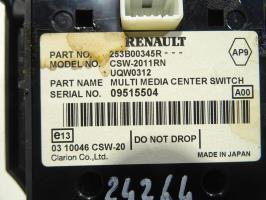 RENAULT
PART NO. 253B00345R---
AP9
MODEL NO. CSW-2011RN
UQW0312
PART NAME MULTI MEDIA CENTER SWITCH
SERIAL NO. 09515504
A00
e13
DO NOT DROP
03 10046 CSW-20
Clarion Co.,Ltd.
MADE IN JAPAN
24264